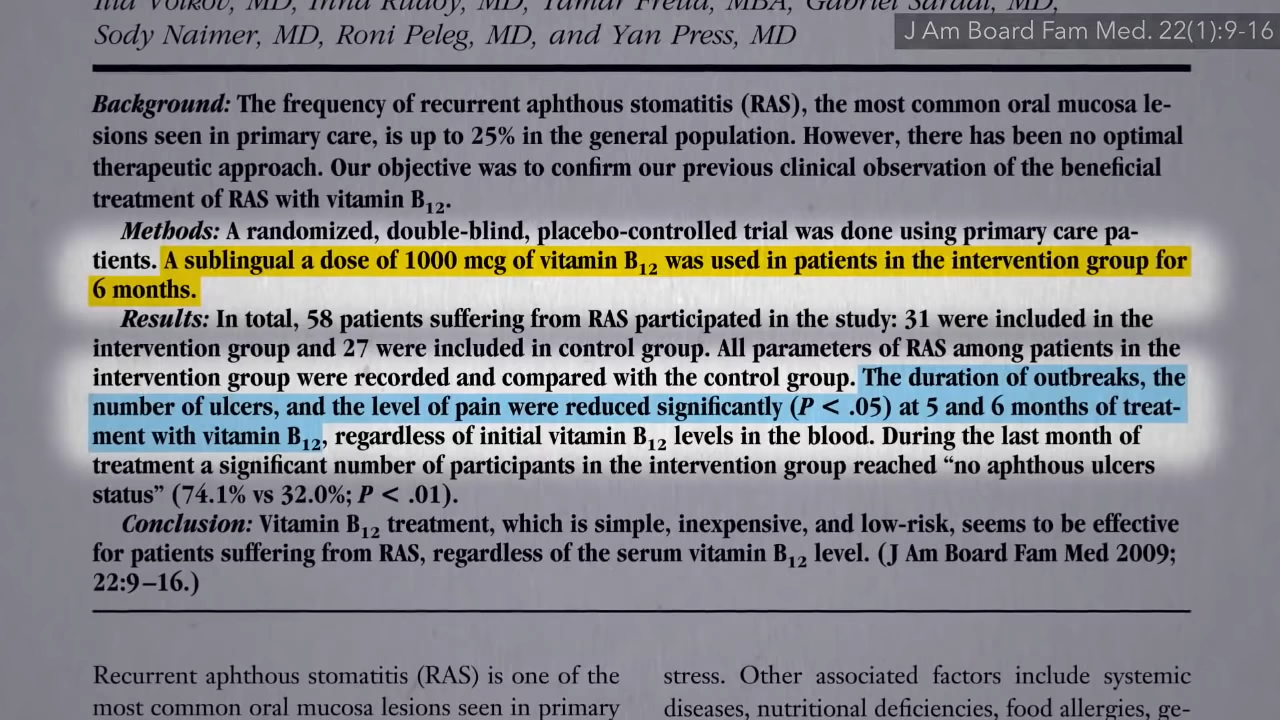 Ilia Volkov, MD, Inna Rudoy, MD, Tamar Freud, MBA, Gabriel Sardal, MD,
J Am Board Fam Med. 22(1):9-16
Sody Naimer, MD, Roni Peleg, MD, and Yan Press, MD
Background: The frequency of recurrent aphthous stomatitis (RAS), the most common oral mucosa le-
sions seen in primary care, is up to 25% in the general population. However, there has been no optimal
therapeutic approach. Our objective was to confirm our previous clinical observation of the beneficial
treatment of RAS with vitamin B12.
Methods: A randomized, double-blind, placebo-controlled trial was done using primary care pa-
tients. A sublingual a dose of 1000 mcg of vitamin B12 was used in patients in the intervention group for
6 months.
Results: In total, 58 patients suffering from RAS participated in the study: 31 were included in the
intervention group and 27 were included in control group. All parameters of RAS among patients in the
intervention group were recorded and compared with the control group. The duration of outbreaks, the
number of ulcers, and the level of pain were reduced significantly (P < .05) at 5 and 6 months of treat-
ment with vitamin B12, regardless of initial vitamin B12 levels in the blood. During the last month of
treatment a significant number of participants in the intervention group reached “no aphthous ulcers
status” (74.1% vs 32.0%; P < .01).
Conclusion: Vitamin B12 treatment, which is simple, inexpensive, and low-risk, seems to be effective
for patients suffering from RAS, regardless of the serum vitamin B12 level. (J Am Board Fam Med 2009;
22:9–16.)
Recurrent aphthous stomatitis (RAS) is one of the
most common oral mucosa lesions seen in primary
stress. Other associated factors include systemic
diseases, nutritional deficiencies, food allergies, ge-